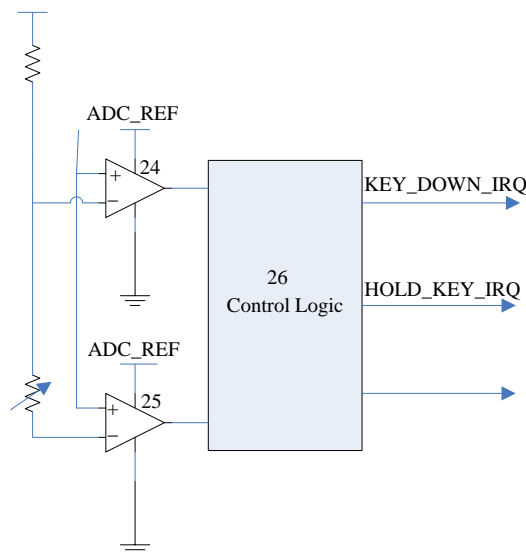 ADC_REF
24
+
−
KEY_DOWN_IRQ
26
Control Logic
HOLD_KEY_IRQ
ADC_REF
25
+
−